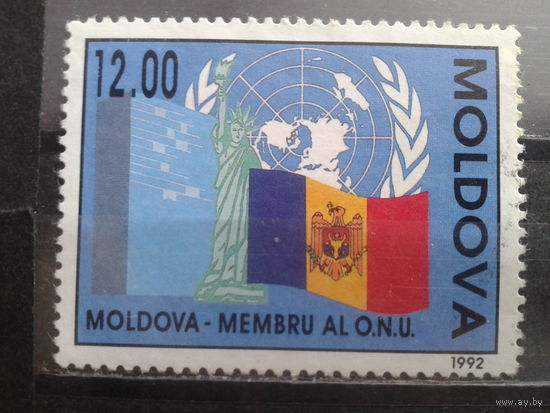 12.00
MOLDOVA
MOLDOVA - MEMBRU AL O.N.U.
1992
www.ay.by